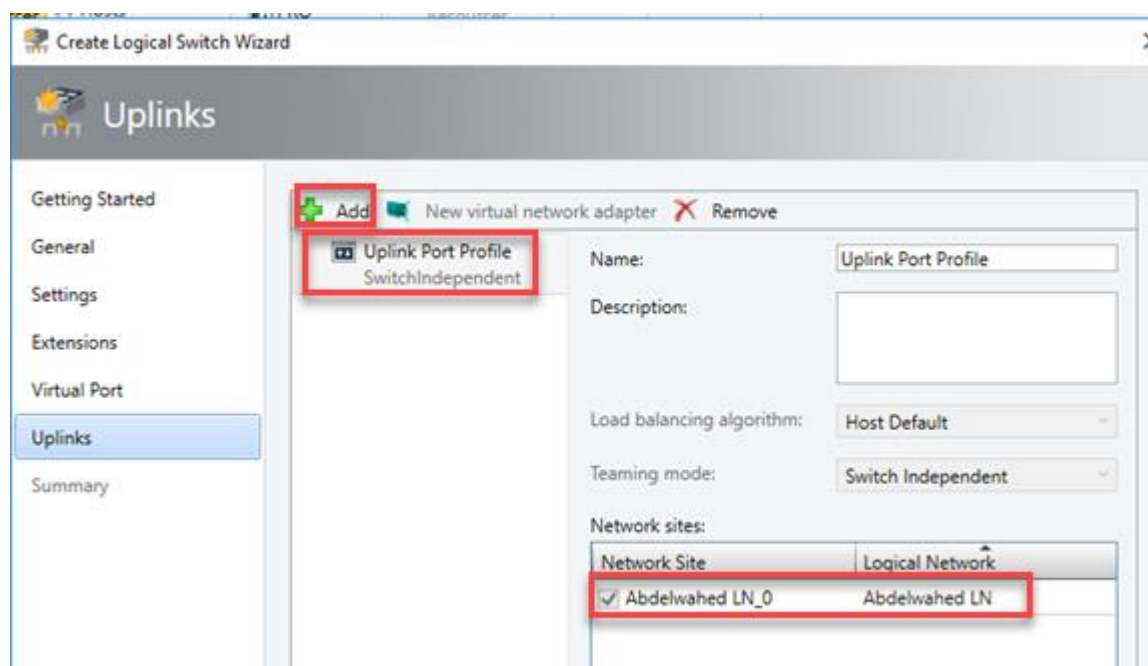 Create Logical Switch Wizard
Uplinks
Getting Started
General
Settings
Extensions
Virtual Port
Uplinks
Summary
Add New virtual network adapter Remove
Uplink Port Profile
SwitchIndependent
Name: Uplink Port Profile
Description:
Load balancing algorithm: Host Default
Teaming mode: Switch Independent
Network sites:
Network Site Logical Network
Abdelwahed LN_0 Abdelwahed LN